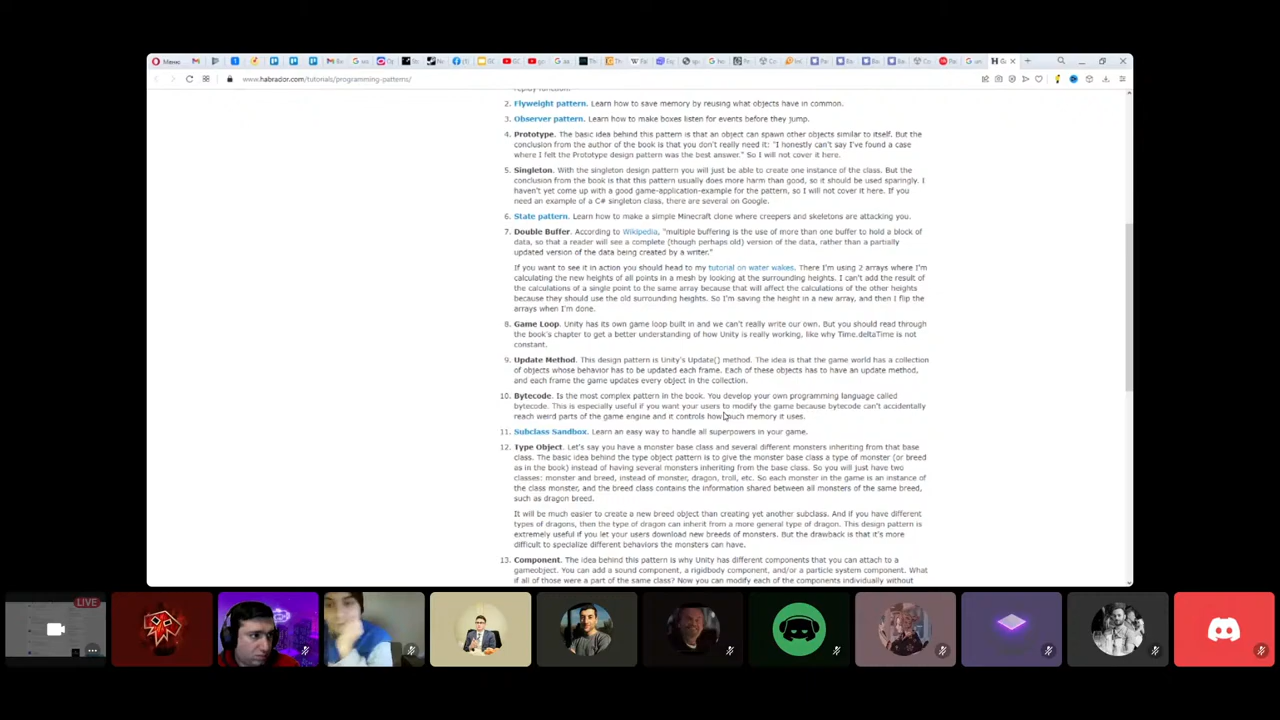 Меню
www.habrador.com/tutorials/programming-patterns/
replay function.
2. Flyweight pattern. Learn how to save memory by reusing what objects have in common.
3. Observer pattern. Learn how to make boxes listen for events before they jump.
4. Prototype. The basic idea behind this pattern is that an object can spawn other objects similar to itself. But the
conclusion from the author of the book is that you don't really need it: "I honestly can't say I've found a case
where I felt the Prototype design pattern was the best answer." So I will not cover it here.
5. Singleton. With the singleton design pattern you will just be able to create one instance of the class. But the
conclusion from the book is that this pattern usually does more harm than good, so it should be used sparingly. I
haven't yet come up with a good game-application-example for the pattern, so I will not cover it here. If you
need an example of a C# singleton class, there are several on Google.
6. State pattern. Learn how to make a simple Minecraft clone where creepers and skeletons are attacking you.
7. Double Buffer. According to Wikipedia, "multiple buffering is the use of more than one buffer to hold a block of
data, so that a reader will see a complete (though perhaps old) version of the data, rather than a partially
updated version of the data being created by a writer."
If you want to see it in action you should head to my tutorial on water wakes. There I'm using 2 arrays where I'm
calculating the new heights of all points in a mesh by looking at the surrounding heights. I can't add the result of
the calculations of a single point to the same array because that will affect the calculations of the other heights
because they should use the old surrounding heights. So I'm saving the height in a new array, and then I flip the
arrays when I'm done.
8. Game Loop. Unity has its own game loop built in and we can't really write our own. But you should read through
the book's chapter to get a better understanding of how Unity is really working, like why Time.deltaTime is not
constant.
9. Update Method. This design pattern is Unity's Update() method. The idea is that the game world has a collection
of objects whose behavior has to be updated each frame. Each of these objects has to have an update method,
and each frame the game updates every object in the collection.
10. Bytecode. Is the most complex pattern in the book. You develop your own programming language called
bytecode. This is especially useful if you want your users to modify the game because bytecode can't accidentally
reach weird parts of the game engine and it controls how much memory it uses.
11. Subclass Sandbox. Learn an easy way to handle all superpowers in your game.
12. Type Object. Let's say you have a monster base class and several different monsters inheriting from that base
class. The basic idea behind the type object pattern is to give the monster base class a type of monster (or breed
as in the book) instead of having several monsters inheriting from the base class. So you will just have two
classes: monster and breed, instead of monster, dragon, troll, etc. So each monster in the game is an instance of
the class monster, and the breed class contains the information shared between all monsters of the same breed,
such as dragon breed.
It will be much easier to create a new breed object than creating yet another subclass. And if you have different
types of dragons, then the type of dragon can inherit from a more general type of dragon. This design pattern is
extremely useful if you let your users download new breeds of monsters. But the drawback is that it's more
difficult to specialize different behaviors the monsters can have.
13. Component. The idea behind this pattern is why Unity has different components that you can attach to a
gameobject. You can add a sound component, a rigidbody component, and/or a particle system component. What
if all of those were a part of the same class? Now you can modify each of the components individually without
LIVE